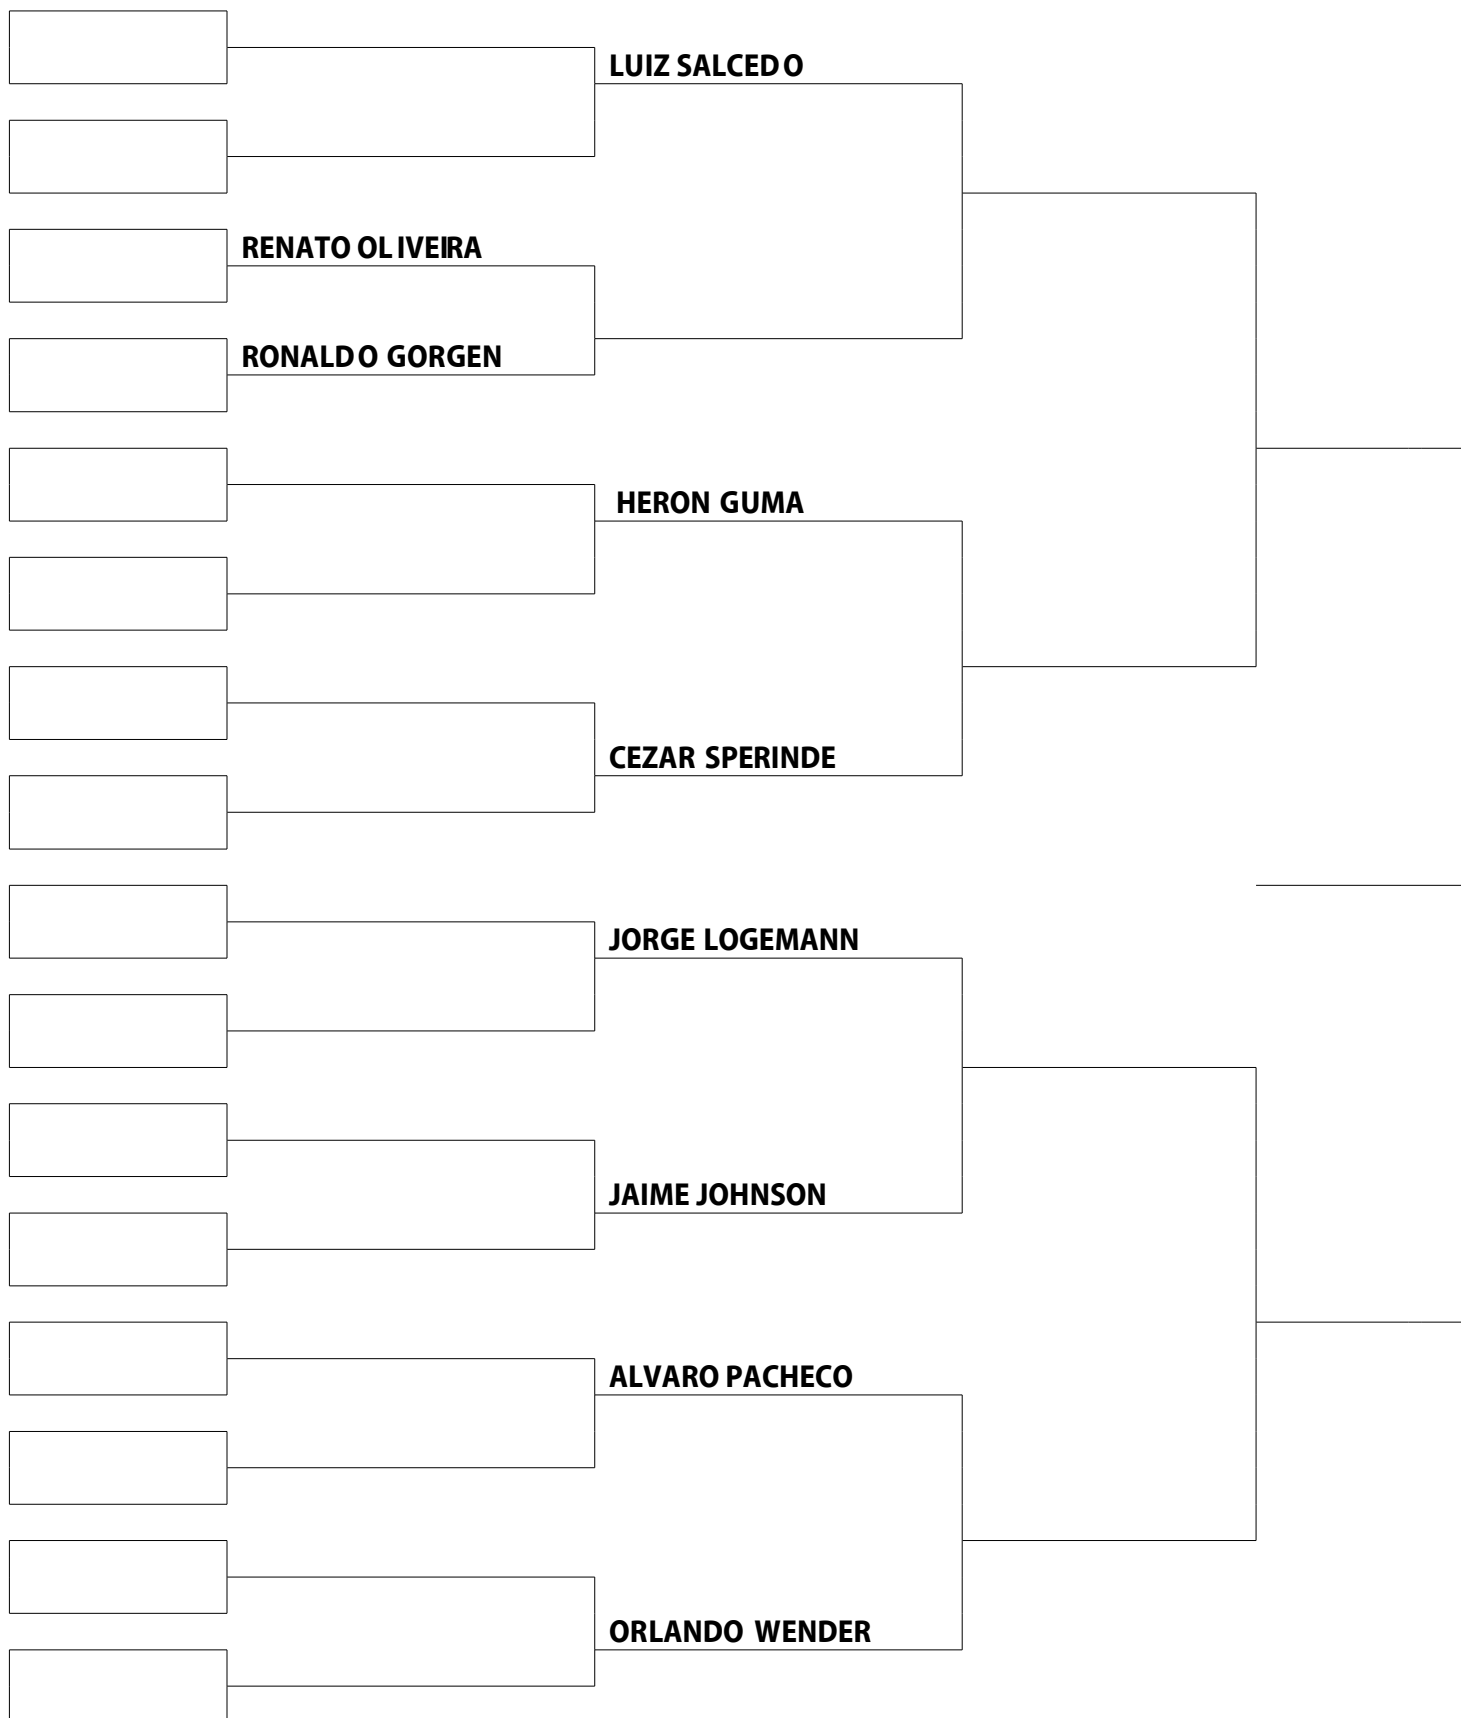 LUIZ SALCEDO
RENATO OLIVEIRA
RONALDO GORGEN
HERON GUMA
CEZAR SPERINDE
JORGE LOGEMANN
JAIME JOHNSON
ALVARO PACHECO
ORLANDO WENDER